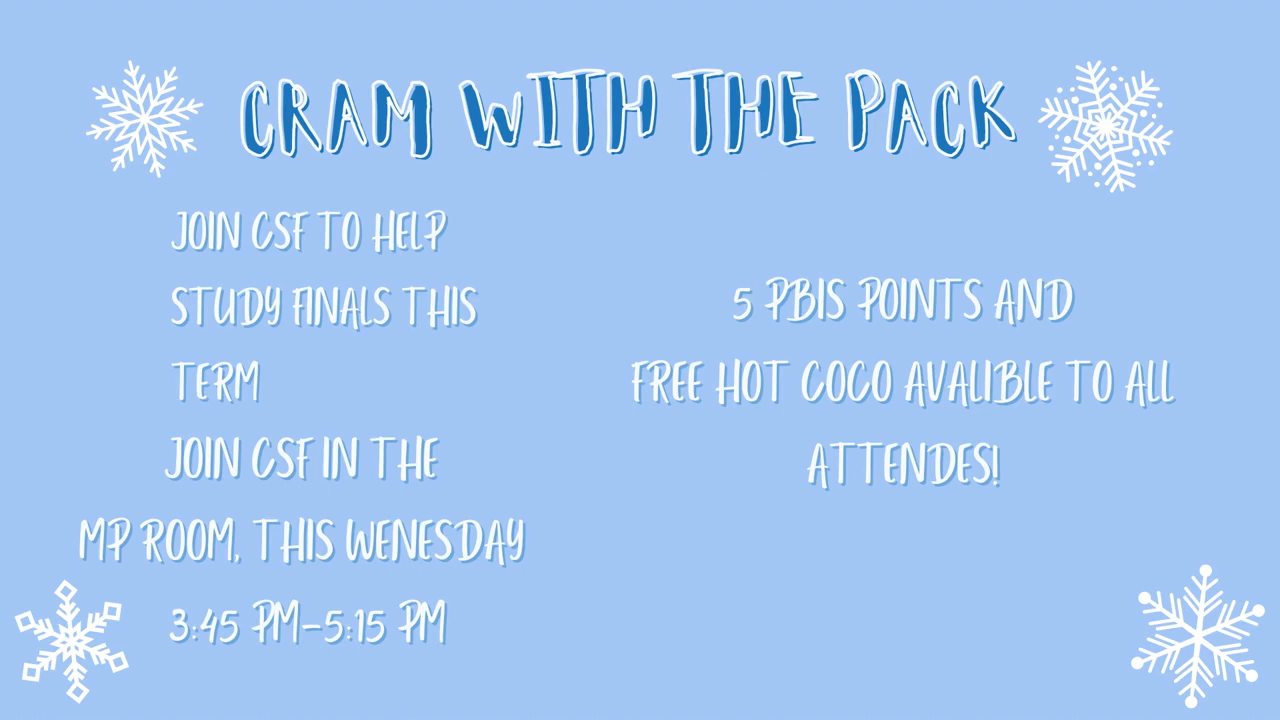 CRAM WITH THE PACK
JOIN CSF TO HELP
STUDY FINALS THIS
TERM
JOIN CSF IN THE
MP ROOM, THIS WENESDAY
3:45 PM-5:15 PM
5 PBIS POINTS AND
FREE HOT COCO AVALIBLE TO ALL
ATTENDES!